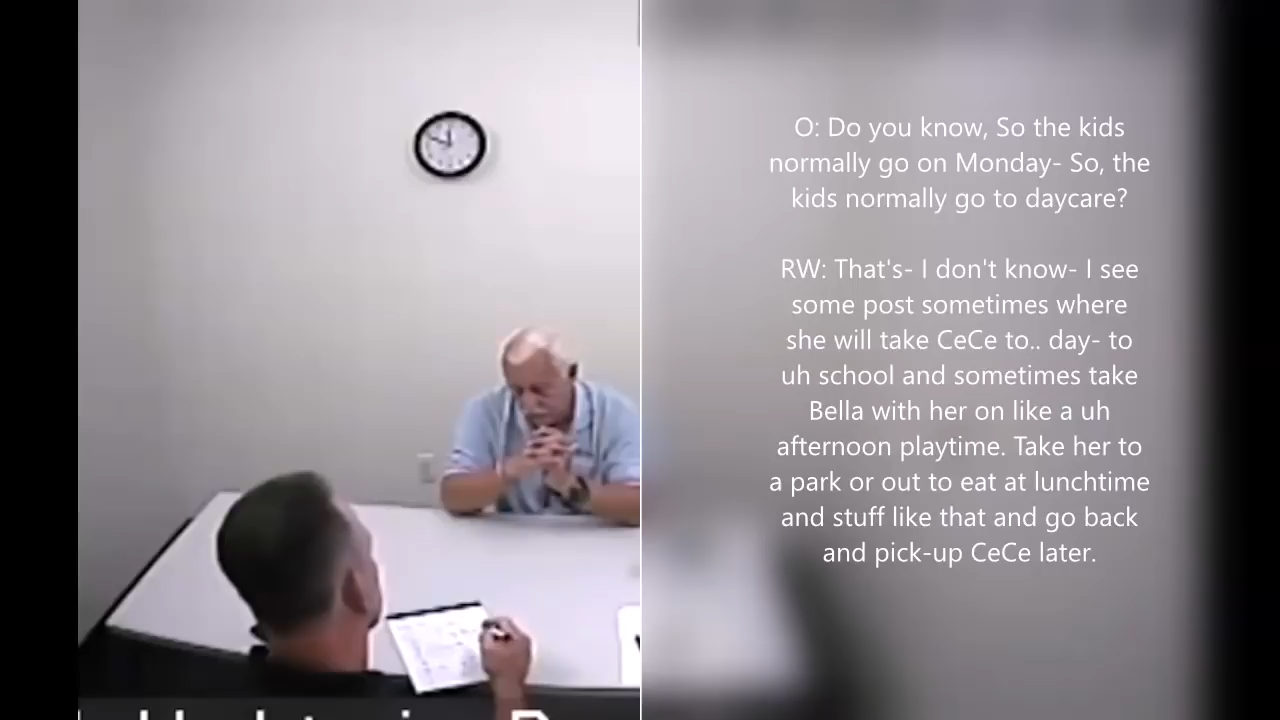 O: Do you know, So the kids
normally go on Monday- So, the
kids normally go to daycare?
RW: That's- I don't know- I see
some post sometimes where
she will take CeCe to.. day- to
uh school and sometimes take
Bella with her on like a uh
afternoon playtime. Take her to
a park or out to eat at lunchtime
and stuff like that and go back
and pick-up CeCe later.